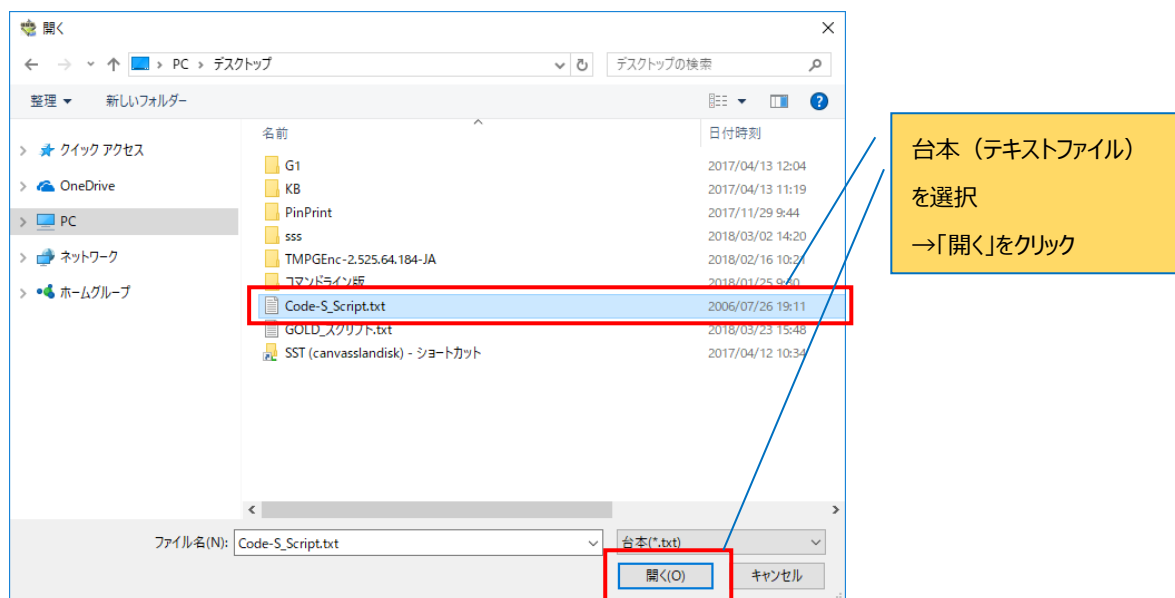 開く
PC › デスクトップ
デスクトップの検索
整理 新しいフォルダー
クイック アクセス
OneDrive
PC
ネットワーク
ホームグループ
名前 日付時刻
G1 2017/04/13 12:04
KB 2017/04/13 11:19
PinPrint 2017/11/29 9:44
sss 2018/03/02 14:20
TMPGEnc-2.525.64.184-JA 2018/02/16 10:21
コマンドライン版 2018/01/25 9:30
Code-S_Script.txt 2006/07/26 19:11
GOLD_スクリプト.txt 2018/03/23 15:48
SST (canvasslandisk) - ショートカット 2017/04/12 10:34
ファイル名(N): Code-S_Script.txt 台本(*.txt)
開く(O) キャンセル
台本（テキストファイル）
を選択
→「開く」をクリック